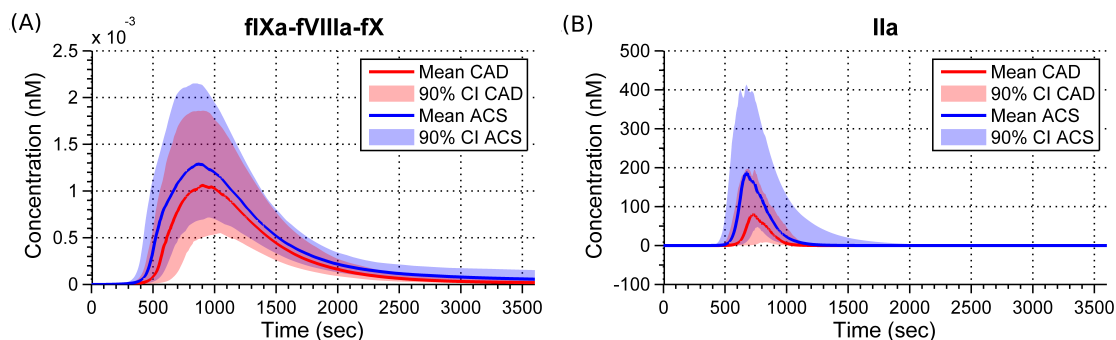 (A)
fIXa-fVIIIa-fX
x 10⁻³
2.5
2
1.5
1
0.5
0
Concentration (nM)
0 500 1000 1500 2000 2500 3000 3500
Time (sec)
Mean CAD
90% CI CAD
Mean ACS
90% CI ACS
(B)
IIa
500
400
300
200
100
0
-100
Concentration (nM)
0 500 1000 1500 2000 2500 3000 3500
Time (sec)
Mean CAD
90% CI CAD
Mean ACS
90% CI ACS